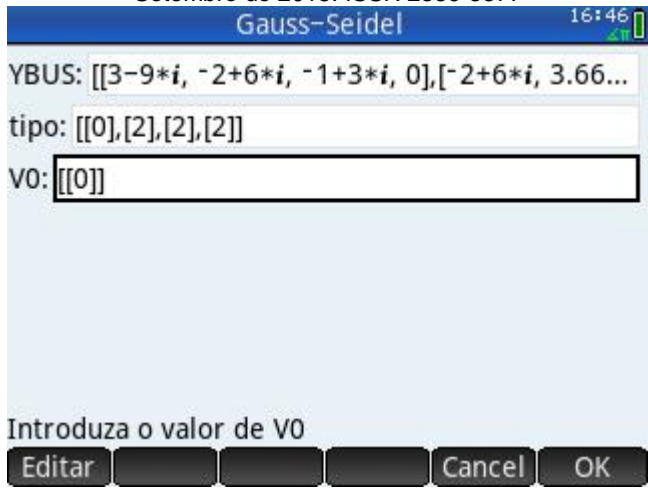 Gauss-Seidel
16:46
∡π
YBUS: [[3-9*i, -2+6*i, -1+3*i, 0],[-2+6*i, 3.66...
tipo: [[0],[2],[2],[2]]
V0: [[0]]
Introduza o valor de V0
Editar Cancel OK